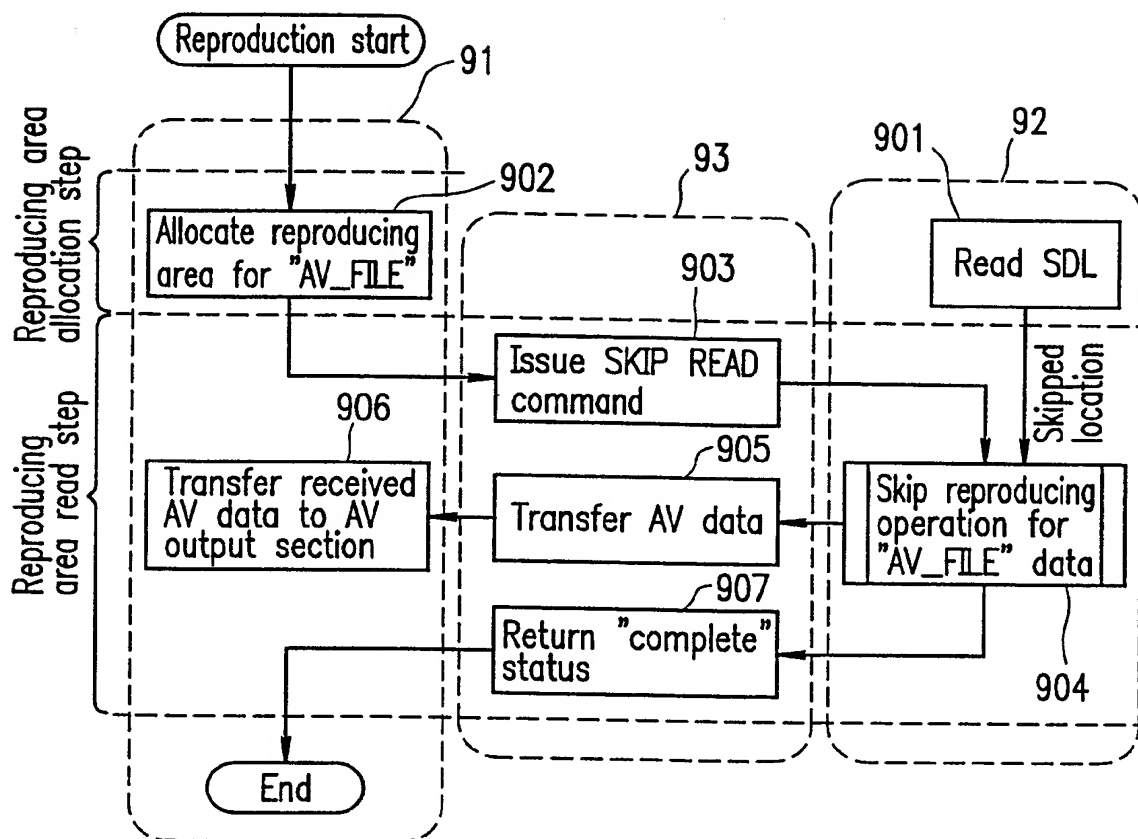 Reproduction start
91
92
901
902
93
Reproducing area
allocation step
Allocate reproducing
area for "AV_FILE"
903
Read SDL
Issue SKIP READ
command
Skipped
location
906
905
Reproducing
area read step
Transfer received
AV data to AV
output section
Transfer AV data
Skip reproducing
operation for
"AV_FILE" data
907
Return "complete"
status
904
End